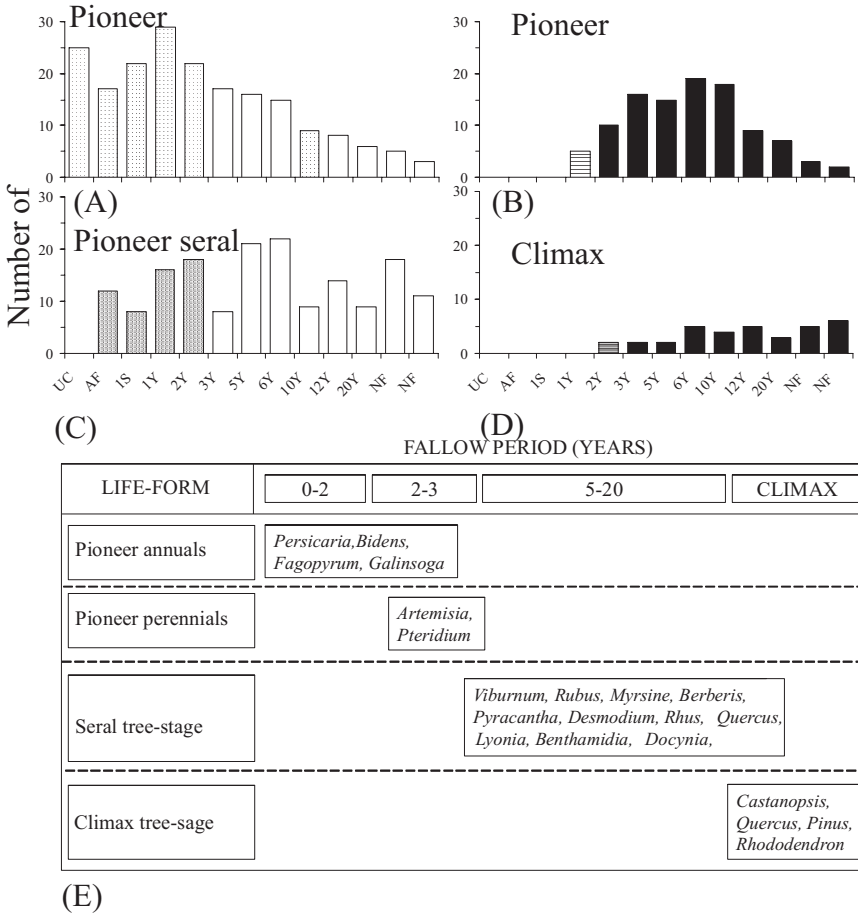 Pioneer
30
20
10
0
(A)
Pioneer
30
20
10
0
(B)
Number of
Pioneer seral
30
20
10
0
UC AF 1S 1Y 2Y 3Y 5Y 6Y 10Y 12Y 20Y NF NF
(C)
Climax
30
20
10
0
UC AF 1S 1Y 2Y 3Y 5Y 6Y 10Y 12Y 20Y NF NF
(D)
FALLOW PERIOD (YEARS)
LIFE-FORM 0-2 2-3 5-20 CLIMAX
Pioneer annuals
Persicaria,Bidens,
Fagopyrum, Galinsoga
Pioneer perennials
Artemisia,
Pteridium
Seral tree-stage
Viburnum, Rubus, Myrsine, Berberis,
Pyracantha, Desmodium, Rhus, Quercus,
Lyonia, Benthamidia, Docynia,
Climax tree-sage
Castanopsis,
Quercus, Pinus,
Rhododendron
(E)